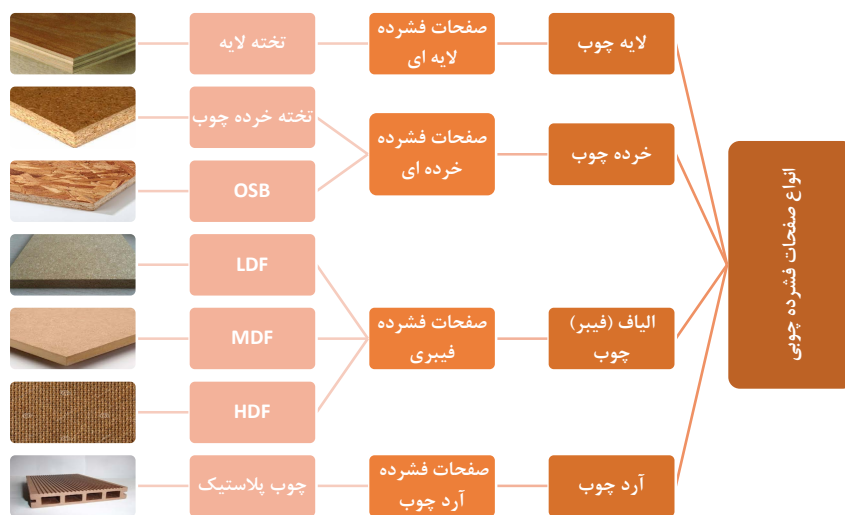 انواع صفحات فشرده چوبی
لایه چوب
صفحات فشرده
لایه ای
تخته لایه
خرده چوب
صفحات فشرده
خرده ای
تخته خرده چوب
OSB
الیاف (فیبر)
چوب
صفحات فشرده
فیبری
LDF
MDF
HDF
آرد چوب
صفحات فشرده
آرد چوب
چوب پلاستیک